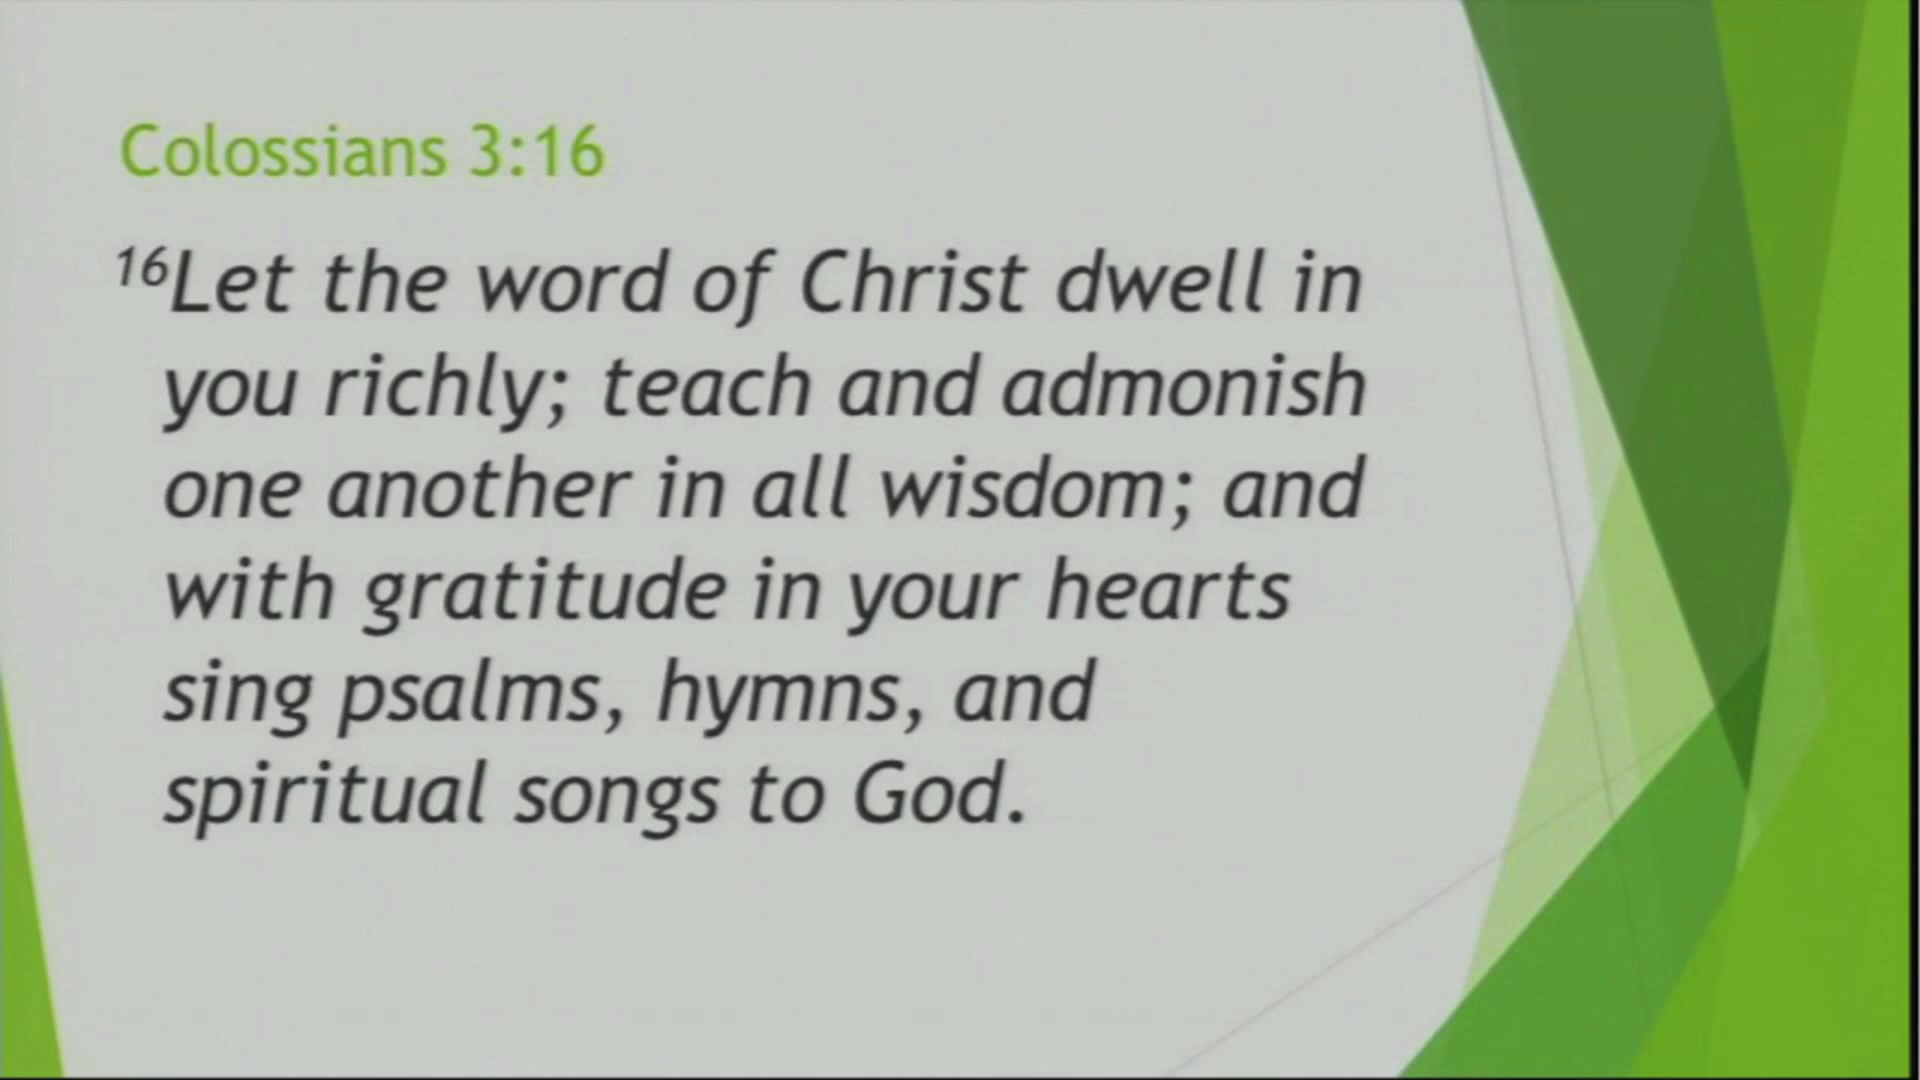 Colossians 3:16
16Let the word of Christ dwell in
you richly; teach and admonish
one another in all wisdom; and
with gratitude in your hearts
sing psalms, hymns, and
spiritual songs to God.